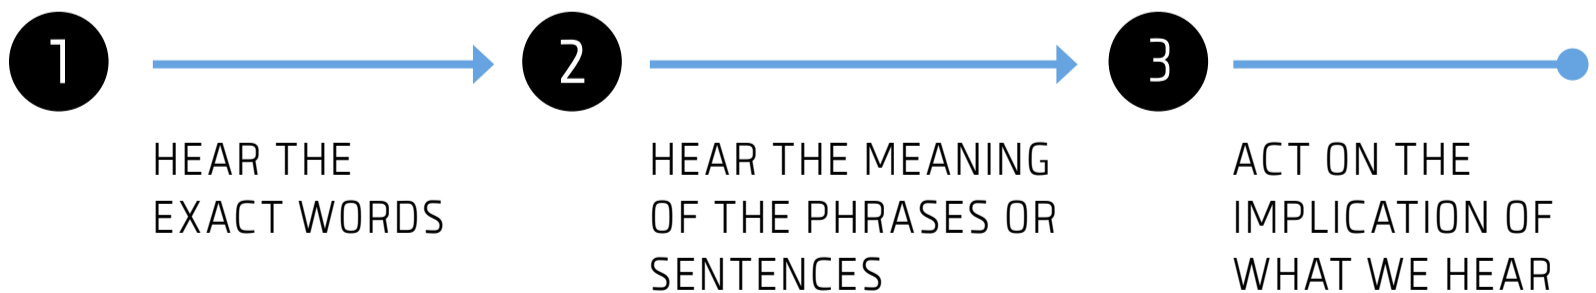 1
HEAR THE
EXACT WORDS
2
HEAR THE MEANING
OF THE PHRASES OR
SENTENCES
3
ACT ON THE
IMPLICATION OF
WHAT WE HEAR